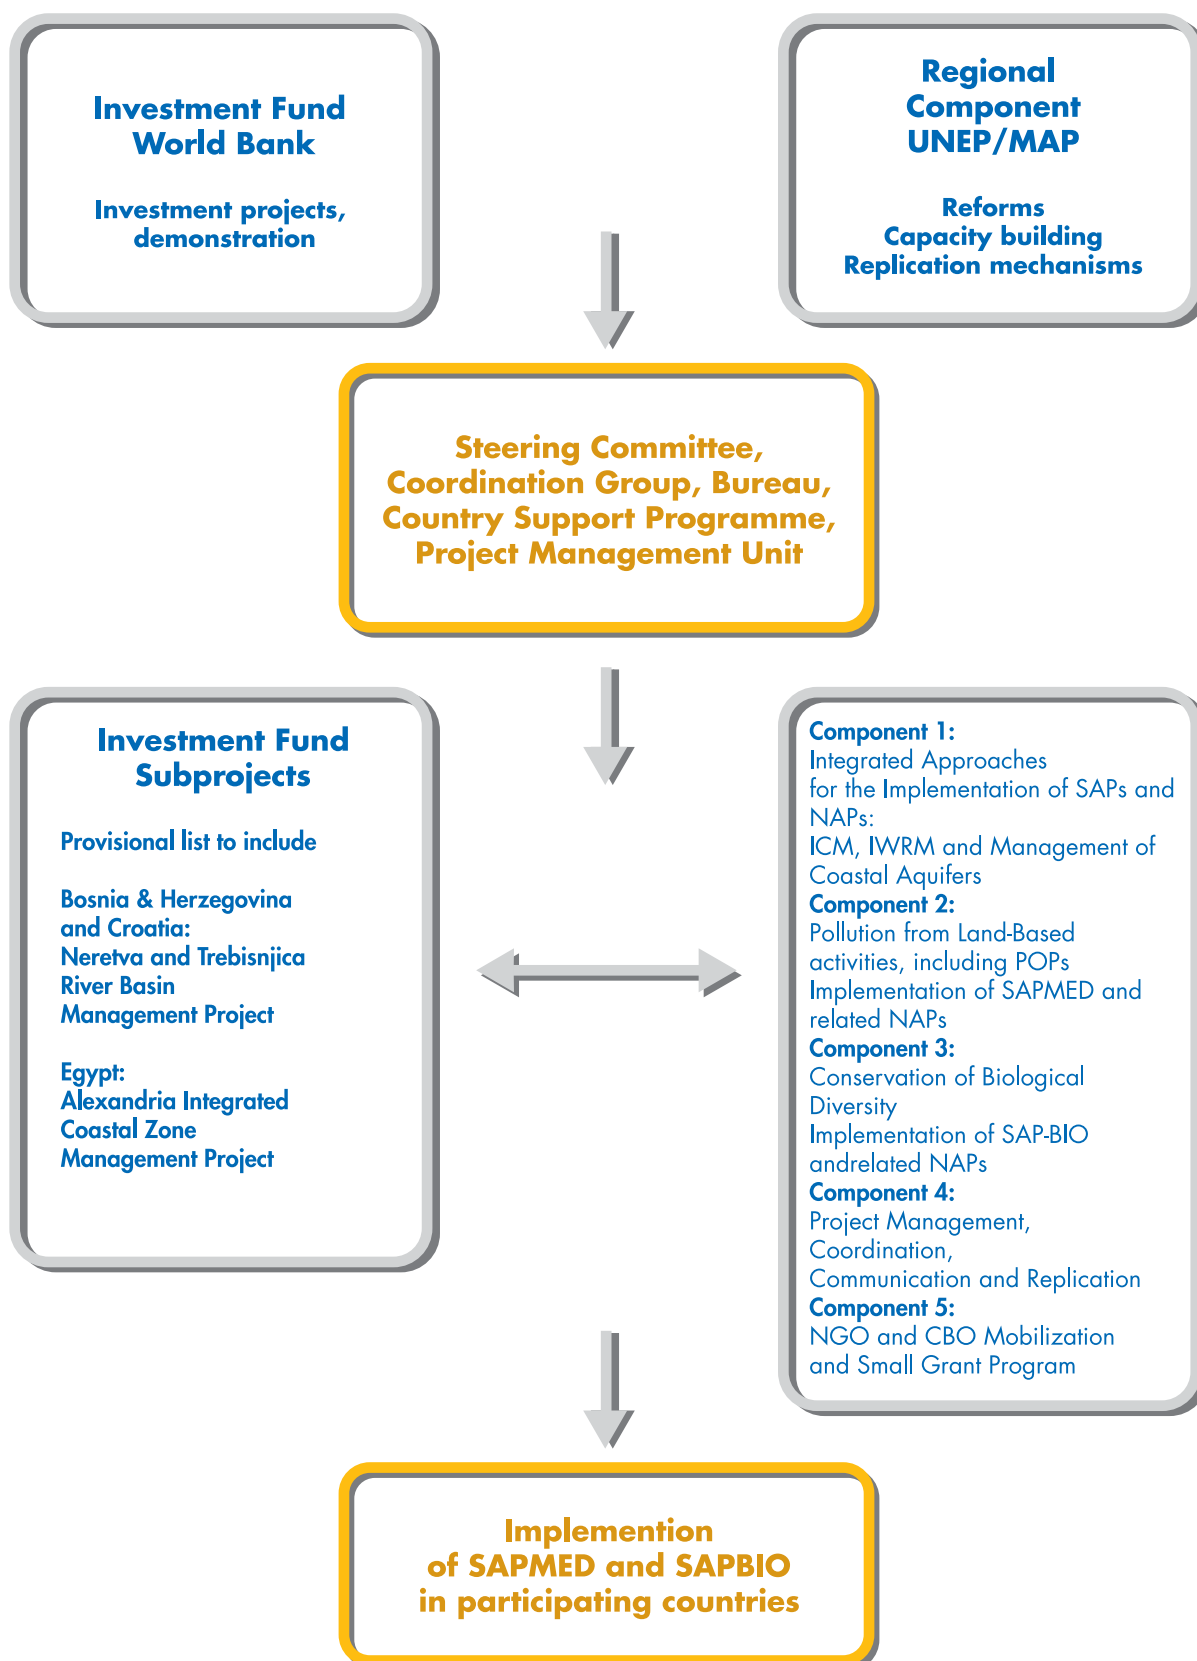 Investment Fund
World Bank
Investment projects,
demonstration
Regional
Component
UNEP/MAP
Reforms
Capacity building
Replication mechanisms
Steering Committee,
Coordination Group, Bureau,
Country Support Programme,
Project Management Unit
Investment Fund
Subprojects
Provisional list to include
Bosnia & Herzegovina
and Croatia:
Neretva and Trebisnjica
River Basin
Management Project
Egypt:
Alexandria Integrated
Coastal Zone
Management Project
Component 1:
Integrated Approaches
for the Implementation of SAPs and
NAPs:
ICM, IWRM and Management of
Coastal Aquifers
Component 2:
Pollution from Land-Based
activities, including POPs
Implementation of SAPMED and
related NAPs
Component 3:
Conservation of Biological
Diversity
Implementation of SAP-BIO
andrelated NAPs
Component 4:
Project Management,
Coordination,
Communication and Replication
Component 5:
NGO and CBO Mobilization
and Small Grant Program
Implemention
of SAPMED and SAPBIO
in participating countries